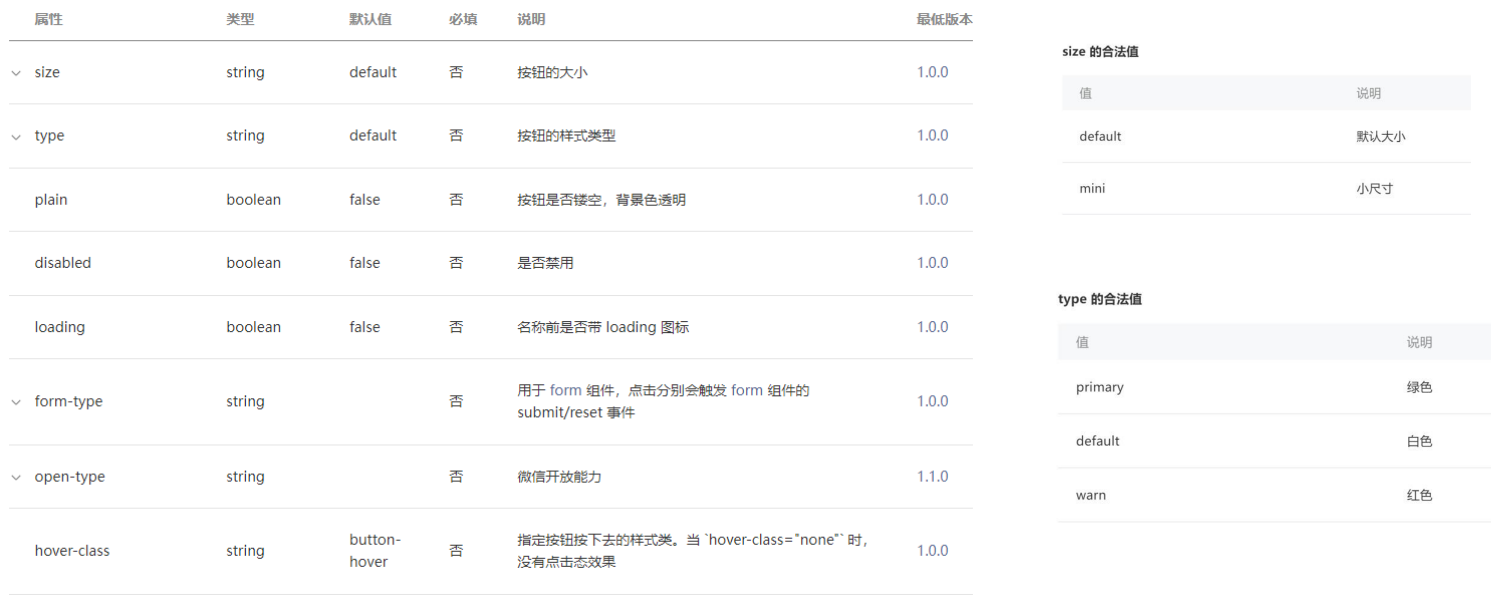 属性 类型 默认值 必填 说明 最低版本
size string default 否 按钮的大小 1.0.0
type string default 否 按钮的样式类型 1.0.0
plain boolean false 否 按钮是否镂空，背景色透明 1.0.0
disabled boolean false 否 是否禁用 1.0.0
loading boolean false 否 名称前是否带 loading 图标 1.0.0
form-type string 否 用于 form 组件，点击分别会触发 form 组件的
submit/reset 事件 1.0.0
open-type string 否 微信开放能力 1.1.0
hover-class string button-
hover 否 指定按钮按下去的样式类。当 `hover-class="none"` 时，
没有点击态效果 1.0.0
size 的合法值
值 说明
default 默认大小
mini 小尺寸
type 的合法值
值 说明
primary 绿色
default 白色
warn 红色